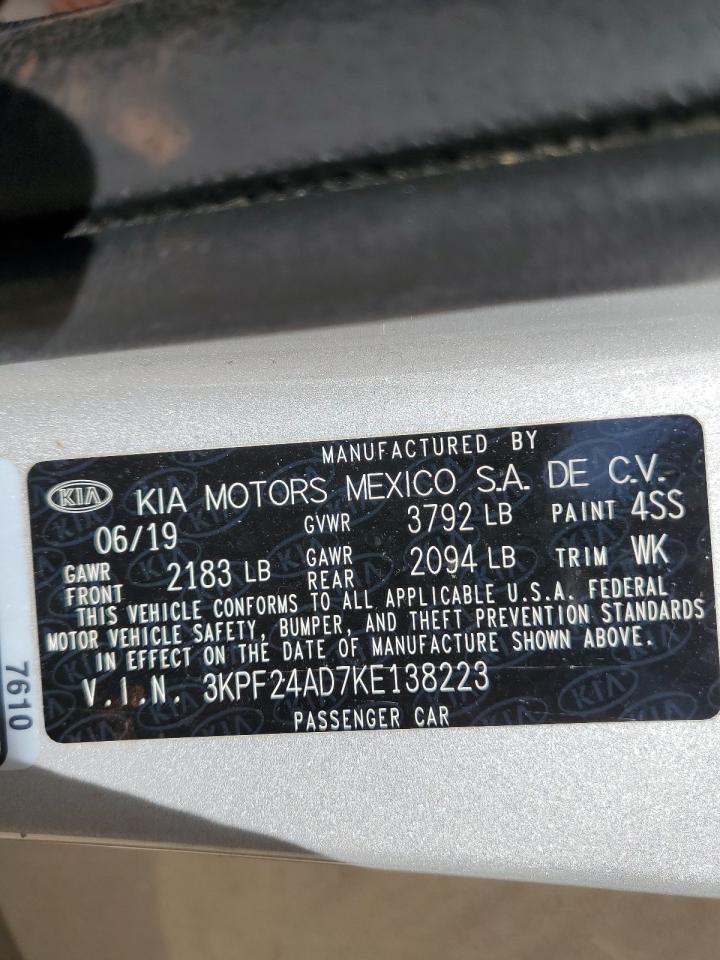 MANUFACTURED BY
KIA KIA MOTORS MEXICO S.A. DE C.V.
06/19 GVWR 3792 LB PAINT 4SS
GAWR FRONT 2183 LB GAWR REAR 2094 LB TRIM WK
THIS VEHICLE CONFORMS TO ALL APPLICABLE U.S.A. FEDERAL
MOTOR VEHICLE SAFETY, BUMPER, AND THEFT PREVENTION STANDARDS
IN EFFECT ON THE DATE OF MANUFACTURE SHOWN ABOVE.
V.I.N. 3KPF24AD7KE138223
PASSENGER CAR
7610